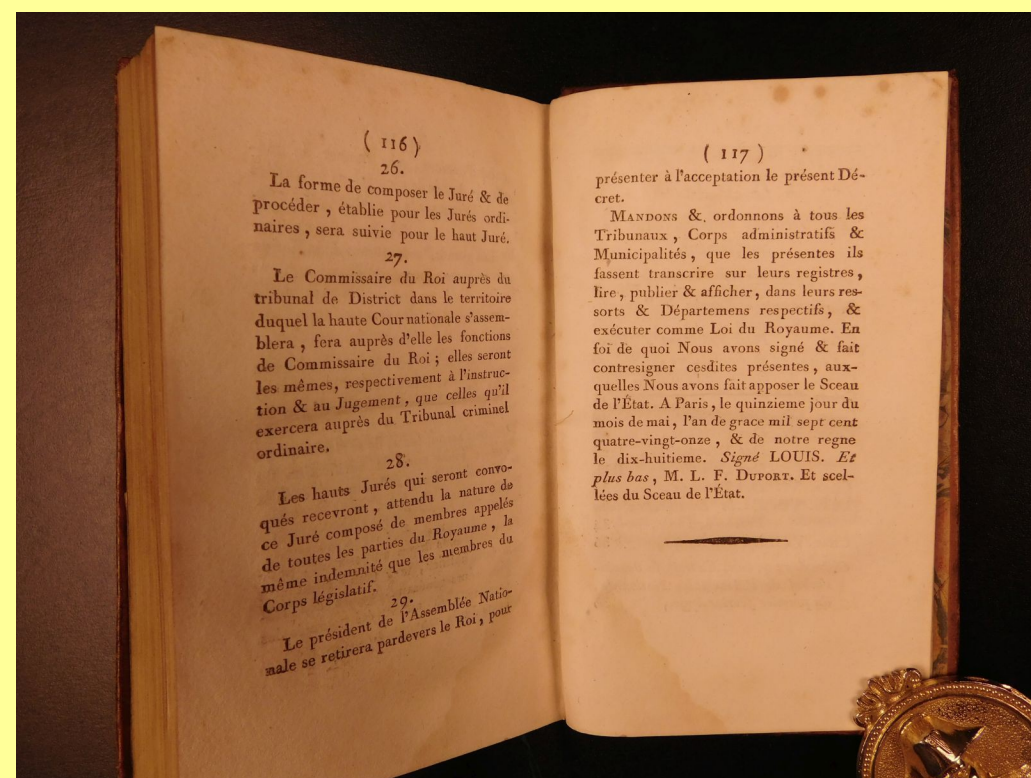 ( 116 )
26.
La forme de composer le Juré & de
procéder , établie pour les Jurés ordi-
naires , sera suivie pour le haut Juré.
27.
Le Commissaire du Roi auprès du
tribunal de District dans le territoire
duquel la haute Cour nationale s'assem-
blera , fera auprès d'elle les fonctions
de Commissaire du Roi ; elles seront
les mêmes, respectivement à l'instruc-
tion & au Jugement , que celles qu'il
exercera auprès du Tribunal criminel
ordinaire.
28.
Les hauts Jurés qui seront convo-
qués recevront , attendu la nature de
ce Juré composé de membres appelés
de toutes les parties du Royaume , la
même indemnité que les membres du
Corps législatif.
29.
Le président de l'Assemblée Natio-
nale se retirera pardevers le Roi , pour
( 117 )
présenter à l'acceptation le présent Dé-
cret.
MANDONS & ordonnons à tous les
Tribunaux , Corps administratifs &
Municipalités , que les présentes ils
fassent transcrire sur leurs registres ,
lire , publier & afficher , dans leurs res-
sorts & Départemens respectifs , &
exécuter comme Loi du Royaume. En
foi de quoi Nous avons signé & fait
contresigner cesdites présentes , aux-
quelles Nous avons fait apposer le Sceau
de l'État. A Paris , le quinzieme jour du
mois de mai , l'an de grace mil sept cent
quatre-vingt-onze , & de notre regne
le dix-huitieme. Signé LOUIS. Et
plus bas , M. L. F. DUPORT. Et scel-
lées du Sceau de l'État.